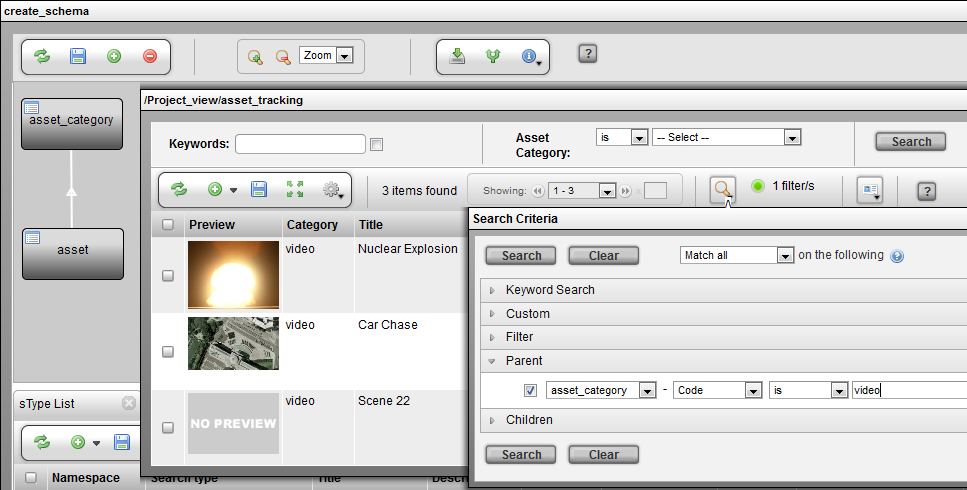 create_schema
Zoom
?
asset_category
asset
/Project_view/asset_tracking
Keywords:
Asset Category:
is
-- Select --
Search
3 items found
Showing:
1 - 3
x
1 filter/s
?
Preview Category Title
video Nuclear Explosion
video Car Chase
NO PREVIEW video Scene 22
Search Criteria
Search Clear Match all on the following ?
Keyword Search
Custom
Filter
Parent
asset_category - Code is video
Children
Search Clear
sType List
Namespace Search type Title Descr